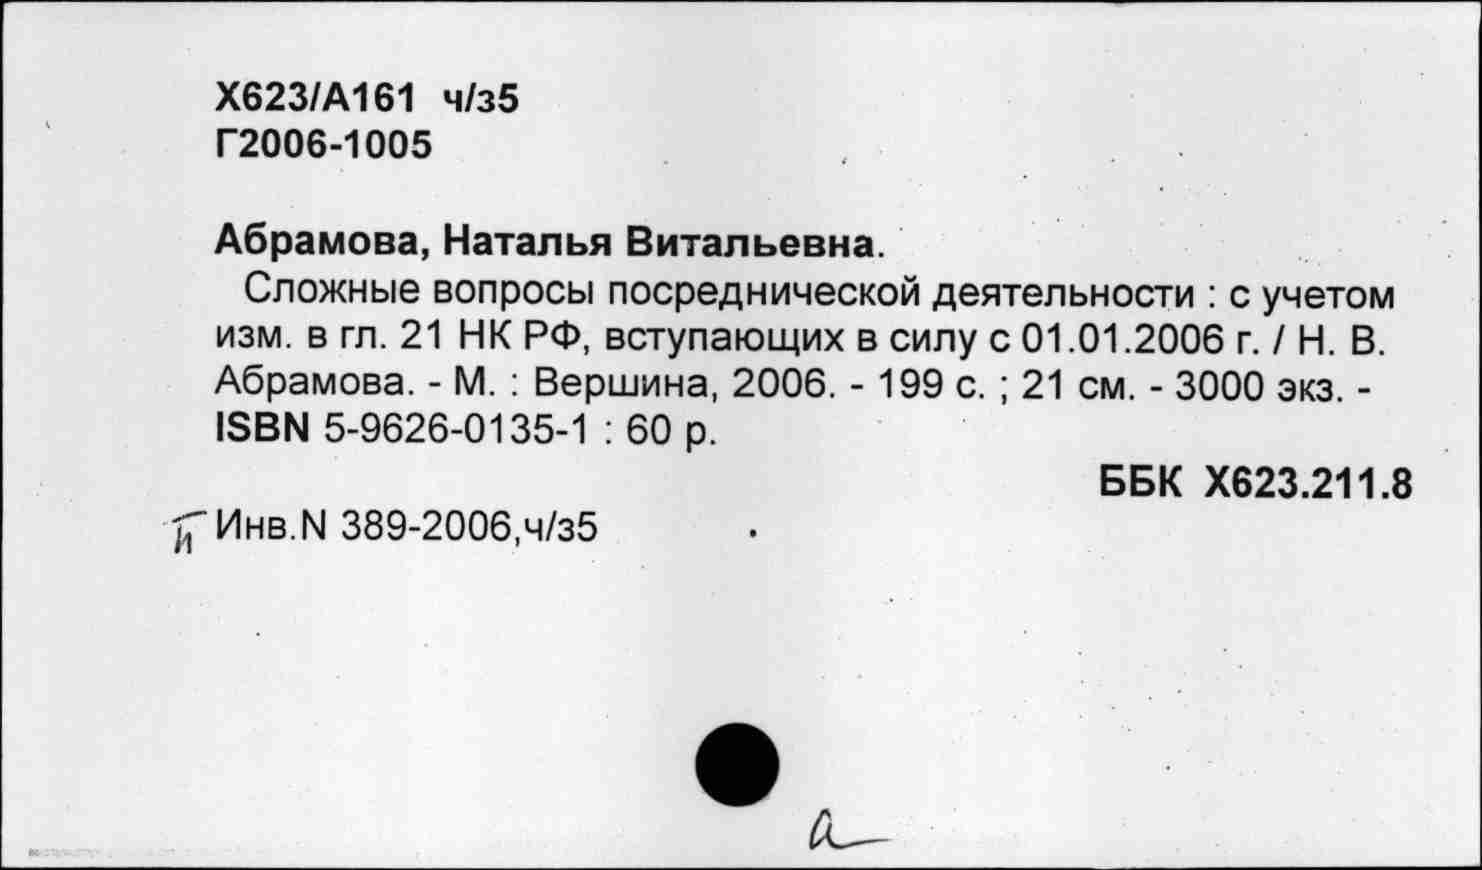 Х623/А161 ч/з5
Г2006-1005
Абрамова, Наталья Витальевна.
Сложные вопросы посреднической деятельности : с учетом
изм. в гл. 21 НК РФ, вступающих в силу с 01.01.2006 г. / Н. В.
Абрамова. - М. : Вершина, 2006. - 199 с. ; 21 см. - 3000 экз. -
ISBN 5-9626-0135-1 : 60 р.
ББК Х623.211.8
Инв.N 389-2006,ч/з5
а